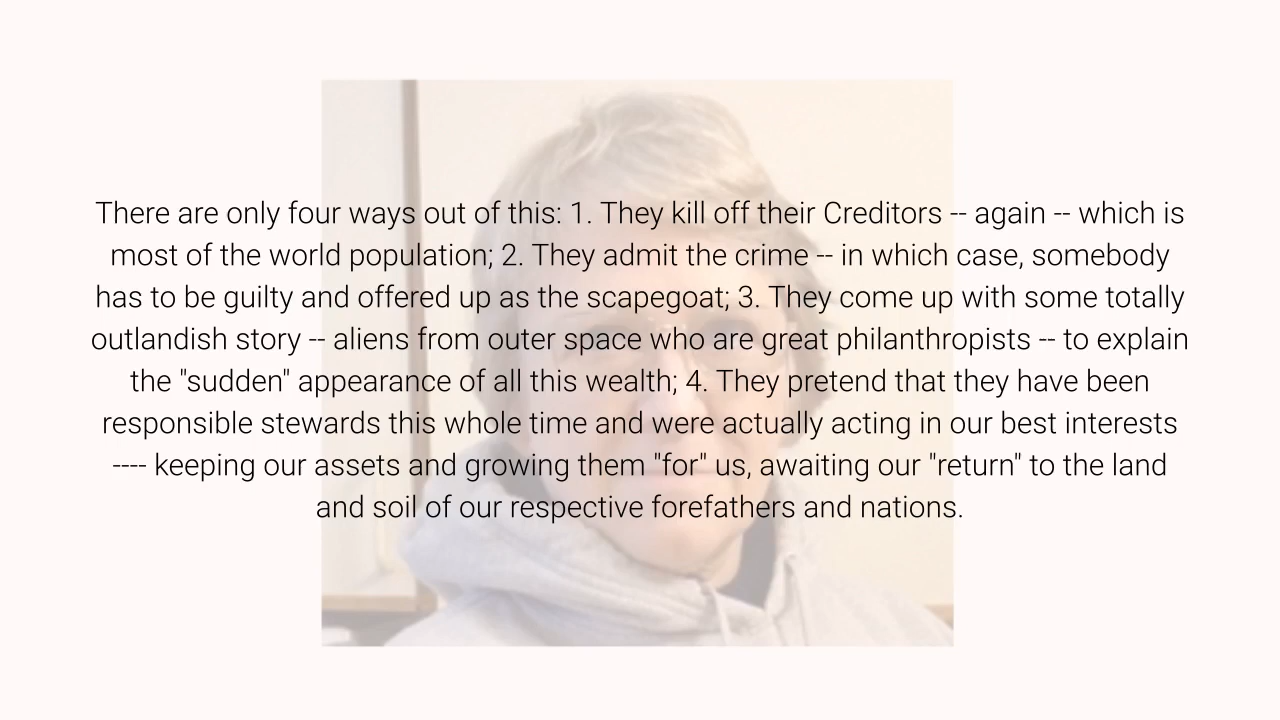 There are only four ways out of this: 1. They kill off their Creditors -- again -- which is
most of the world population; 2. They admit the crime -- in which case, somebody
has to be guilty and offered up as the scapegoat; 3. They come up with some totally
outlandish story -- aliens from outer space who are great philanthropists -- to explain
the "sudden" appearance of all this wealth; 4. They pretend that they have been
responsible stewards this whole time and were actually acting in our best interests
---- keeping our assets and growing them "for" us, awaiting our "return" to the land
and soil of our respective forefathers and nations.